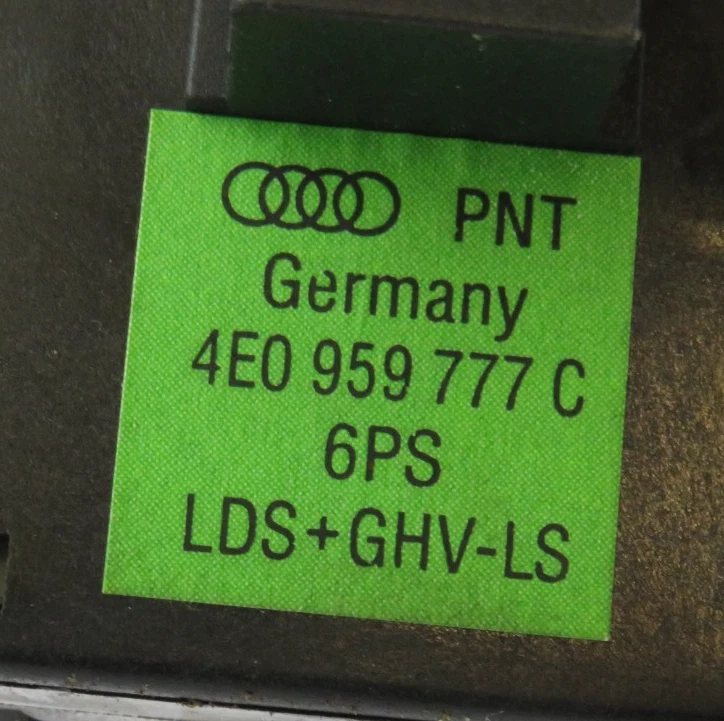 PNT
Germany
4E0 959 777 C
6PS
LDS+GHV-LS